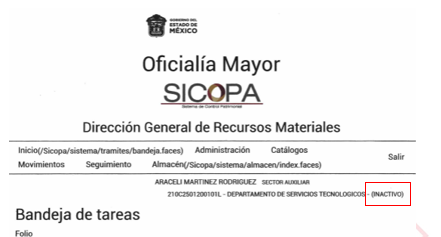 GOBIERNO DEL
ESTADO DE
MÉXICO
Oficialía Mayor
SICOPA
Sistema de Control Patrimonial
Dirección General de Recursos Materiales
Inicio(/Sicopa/sistema/tramites/bandeja.faces) Administración Catálogos
Salir
Movimientos Seguimiento Almacén(/Sicopa/sistema/almacen/index.faces)
ARACELI MARTINEZ RODRIGUEZ SECTOR AUXILIAR
210C2501200101L - DEPARTAMENTO DE SERVICIOS TECNOLOGICOS - (INACTIVO)
Bandeja de tareas
Folio